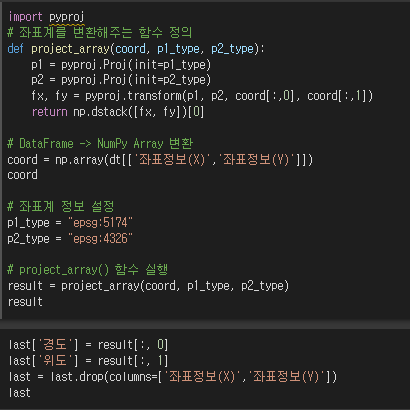 import pyproj
# 좌표계를 변환해주는 함수 정의
def project_array(coord, p1_type, p2_type):
    p1 = pyproj.Proj(init=p1_type)
    p2 = pyproj.Proj(init=p2_type)
    fx, fy = pyproj.transform(p1, p2, coord[:,0], coord[:,1])
    return np.dstack([fx, fy])[0]
# DataFrame -> NumPy Array 변환
coord = np.array(dt[['좌표정보(X)','좌표정보(Y)']])
coord
# 좌표계 정보 설정
p1_type = "epsg:5174"
p2_type = "epsg:4326"
# project_array() 함수 실행
result = project_array(coord, p1_type, p2_type)
result
last['경도'] = result[:, 0]
last['위도'] = result[:, 1]
last = last.drop(columns=['좌표정보(X)','좌표정보(Y)'])
last